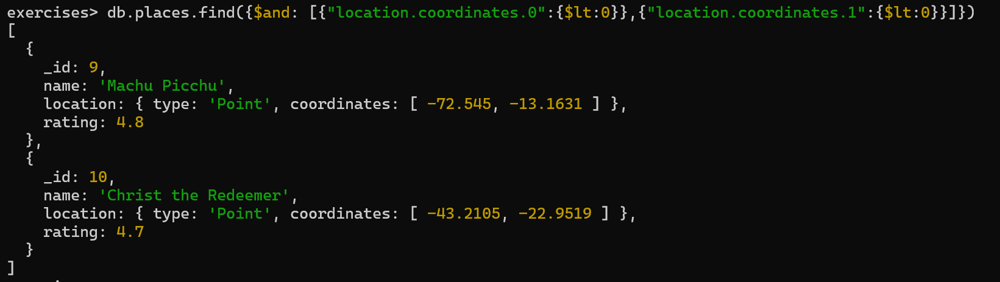 exercises> db.places.find({$and: [{"location.coordinates.0":{$lt:0}},{"location.coordinates.1":{$lt:0}}]})
[
  {
    _id: 9,
    name: 'Machu Picchu',
    location: { type: 'Point', coordinates: [ -72.545, -13.1631 ] },
    rating: 4.8
  },
  {
    _id: 10,
    name: 'Christ the Redeemer',
    location: { type: 'Point', coordinates: [ -43.2105, -22.9519 ] },
    rating: 4.7
  }
]